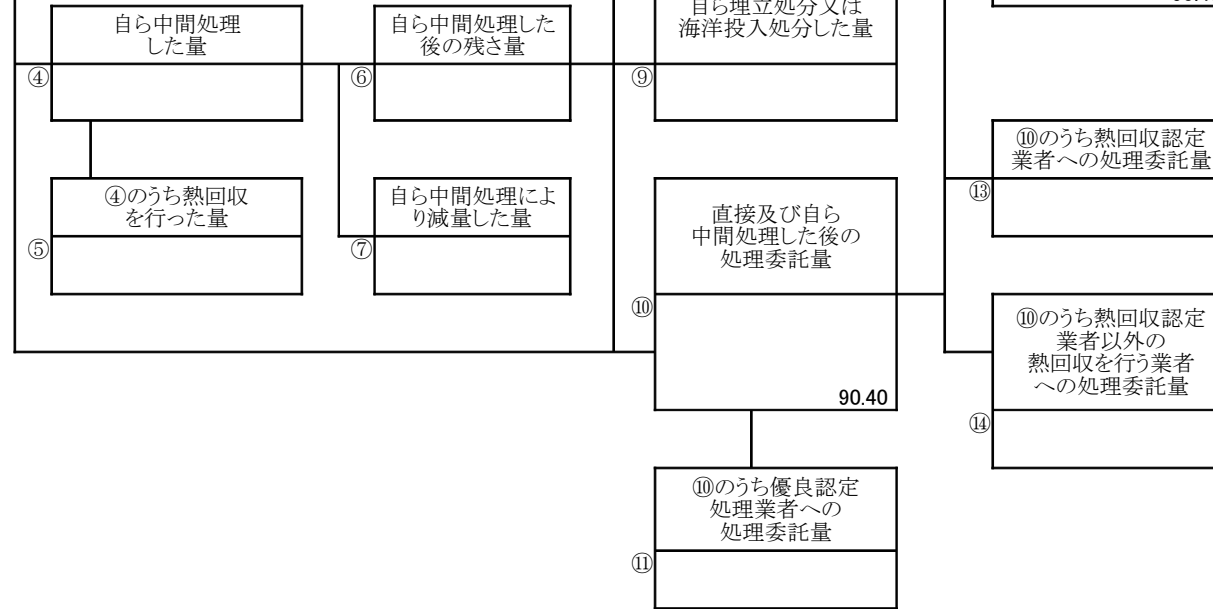 自ら中間処理
した量
④
自ら中間処理した
後の残さ量
⑥
自ら埋立処分又は
海洋投入処分した量
⑨
⑩のうち熱回収認定
業者への処理委託量
⑬
④のうち熱回収
を行った量
⑤
自ら中間処理によ
り減量した量
⑦
直接及び自ら
中間処理した後の
処理委託量
⑩
90.40
⑩のうち熱回収認定
業者以外の
熱回収を行う業者
への処理委託量
⑭
⑩のうち優良認定
処理業者への
処理委託量
⑪